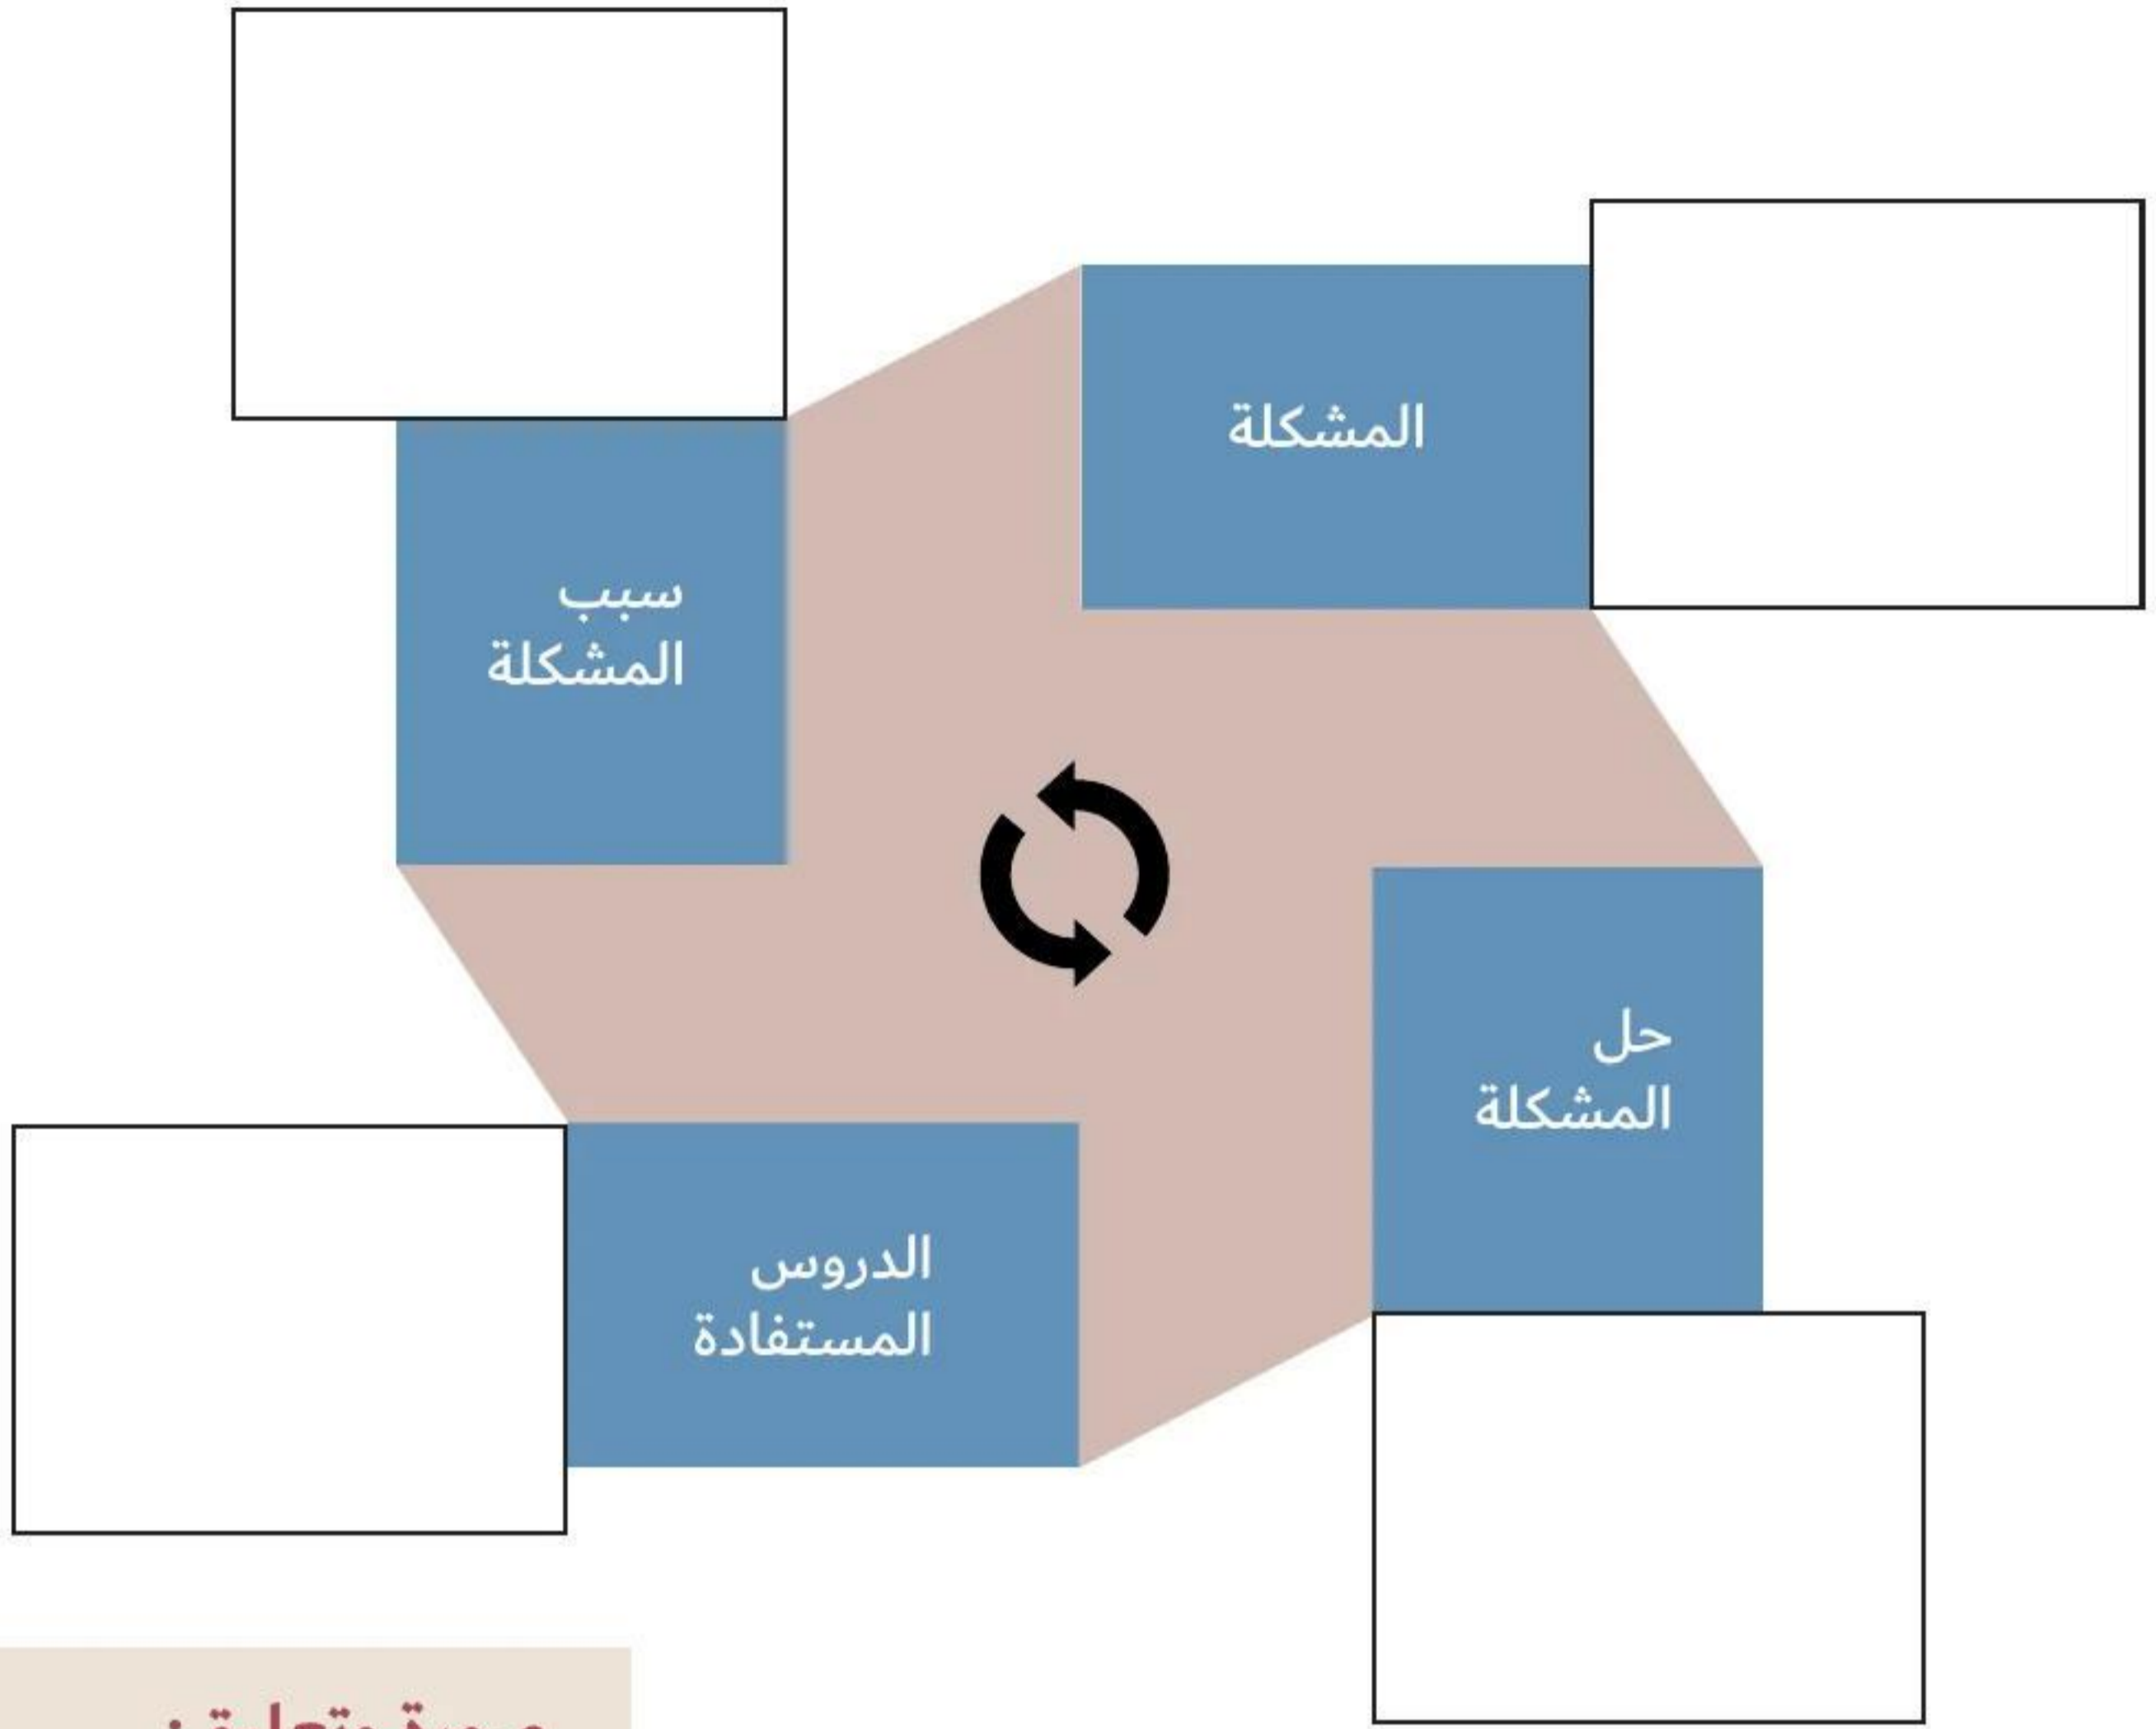 المشكلة
سبب
المشكلة
حل
المشكلة
الدروس
المستفادة